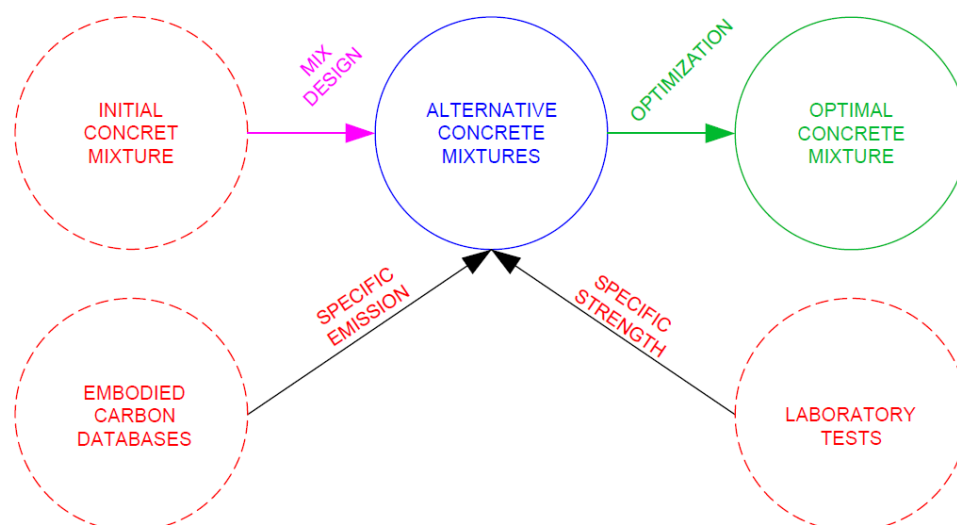 INITIAL
CONCRET
MIXTURE
MIX
DESIGN
ALTERNATIVE
CONCRETE
MIXTURES
OPTIMIZATION
OPTIMAL
CONCRETE
MIXTURE
EMBODIED
CARBON
DATABASES
SPECIFIC
EMISSION
SPECIFIC
STRENGTH
LABORATORY
TESTS